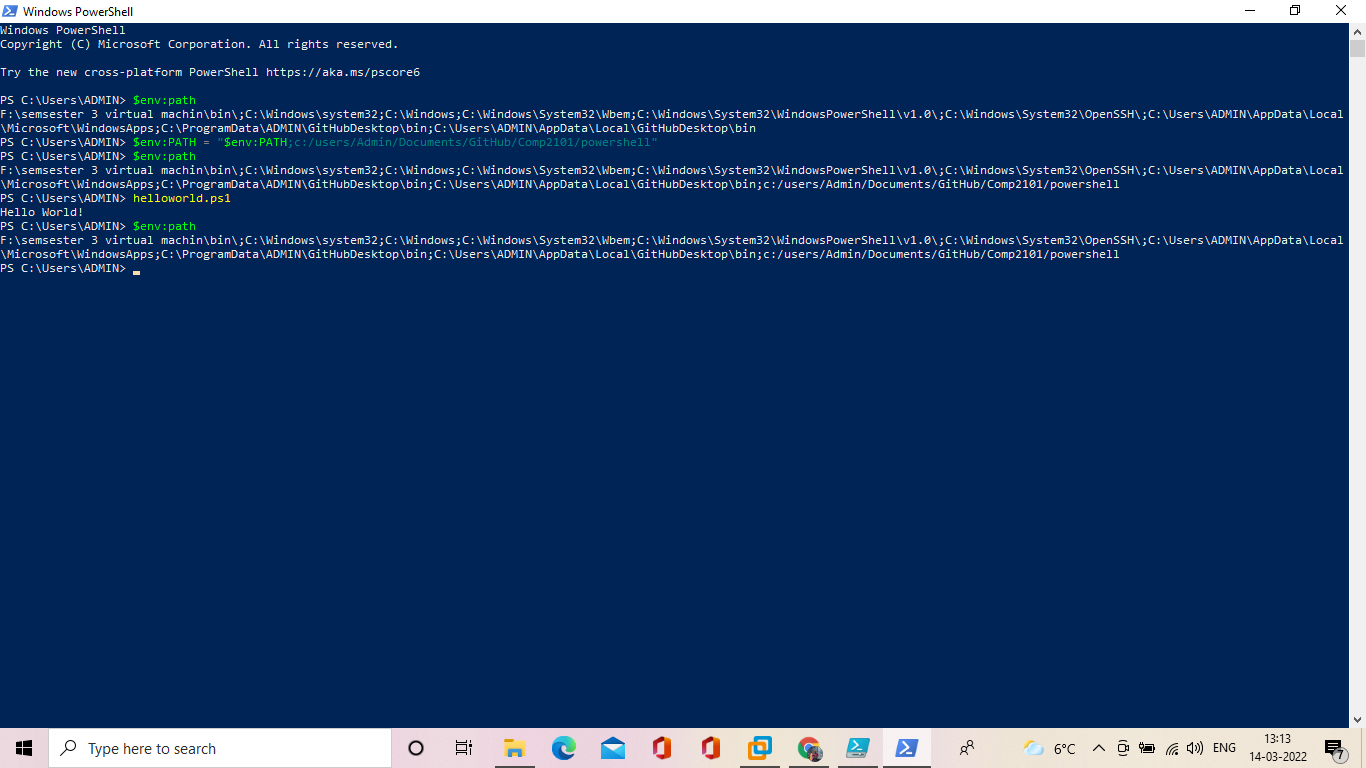 Windows PowerShell
Windows PowerShell
Copyright (C) Microsoft Corporation. All rights reserved.
Try the new cross-platform PowerShell https://aka.ms/pscore6
PS C:\Users\ADMIN> $env:path
F:\semsester 3 virtual machin\bin\;C:\Windows\system32;C:\Windows;C:\Windows\System32\Wbem;C:\Windows\System32\WindowsPowerShell\v1.0\;C:\Windows\System32\OpenSSH\;C:\Users\ADMIN\AppData\Local
\Microsoft\WindowsApps;C:\ProgramData\ADMIN\GitHubDesktop\bin;C:\Users\ADMIN\AppData\Local\GitHubDesktop\bin
PS C:\Users\ADMIN> $env:PATH = "$env:PATH;c:/users/Admin/Documents/GitHub/Comp2101/powershell"
PS C:\Users\ADMIN> $env:path
F:\semsester 3 virtual machin\bin\;C:\Windows\system32;C:\Windows;C:\Windows\System32\Wbem;C:\Windows\System32\WindowsPowerShell\v1.0\;C:\Windows\System32\OpenSSH\;C:\Users\ADMIN\AppData\Local
\Microsoft\WindowsApps;C:\ProgramData\ADMIN\GitHubDesktop\bin;C:\Users\ADMIN\AppData\Local\GitHubDesktop\bin;c:/users/Admin/Documents/GitHub/Comp2101/powershell
PS C:\Users\ADMIN> helloworld.ps1
Hello World!
PS C:\Users\ADMIN> $env:path
F:\semsester 3 virtual machin\bin\;C:\Windows\system32;C:\Windows;C:\Windows\System32\Wbem;C:\Windows\System32\WindowsPowerShell\v1.0\;C:\Windows\System32\OpenSSH\;C:\Users\ADMIN\AppData\Local
\Microsoft\WindowsApps;C:\ProgramData\ADMIN\GitHubDesktop\bin;C:\Users\ADMIN\AppData\Local\GitHubDesktop\bin;c:/users/Admin/Documents/GitHub/Comp2101/powershell
PS C:\Users\ADMIN>
Type here to search
6°C
ENG
13:13
14-03-2022
7